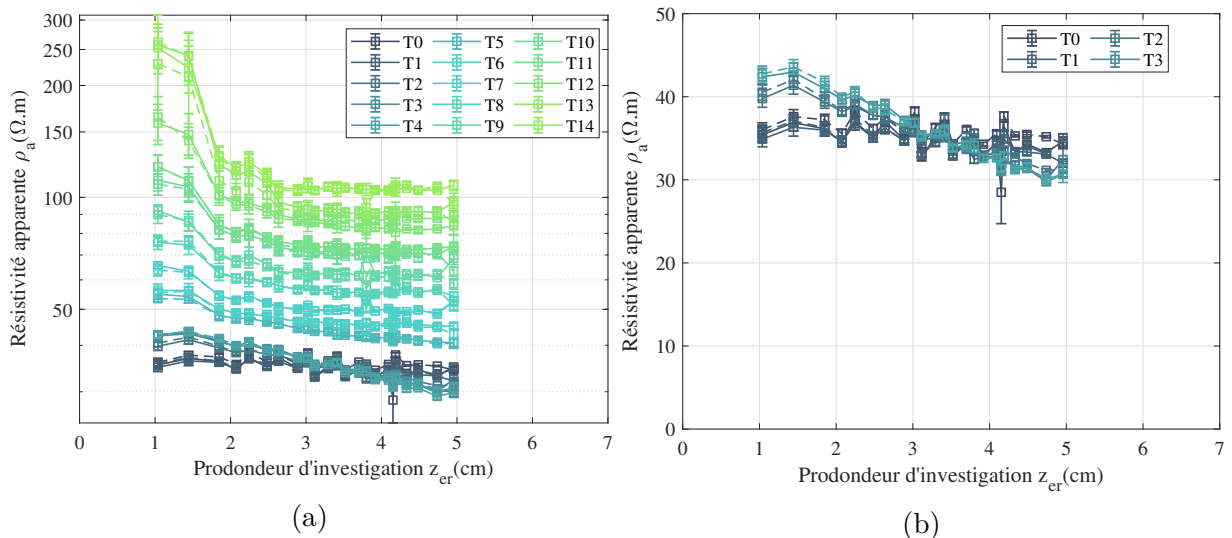 300
250
200
150
100
50
0 1 2 3 4 5 6 7
Résistivité apparente ρa(Ω.m)
Prodondeur d'investigation zer(cm)
T0 T5 T10
T1 T6 T11
T2 T7 T12
T3 T8 T13
T4 T9 T14
(a)
50
40
30
20
10
0
0 1 2 3 4 5 6 7
Résistivité apparente ρa(Ω.m)
Prodondeur d'investigation zer(cm)
T0 T2
T1 T3
(b)